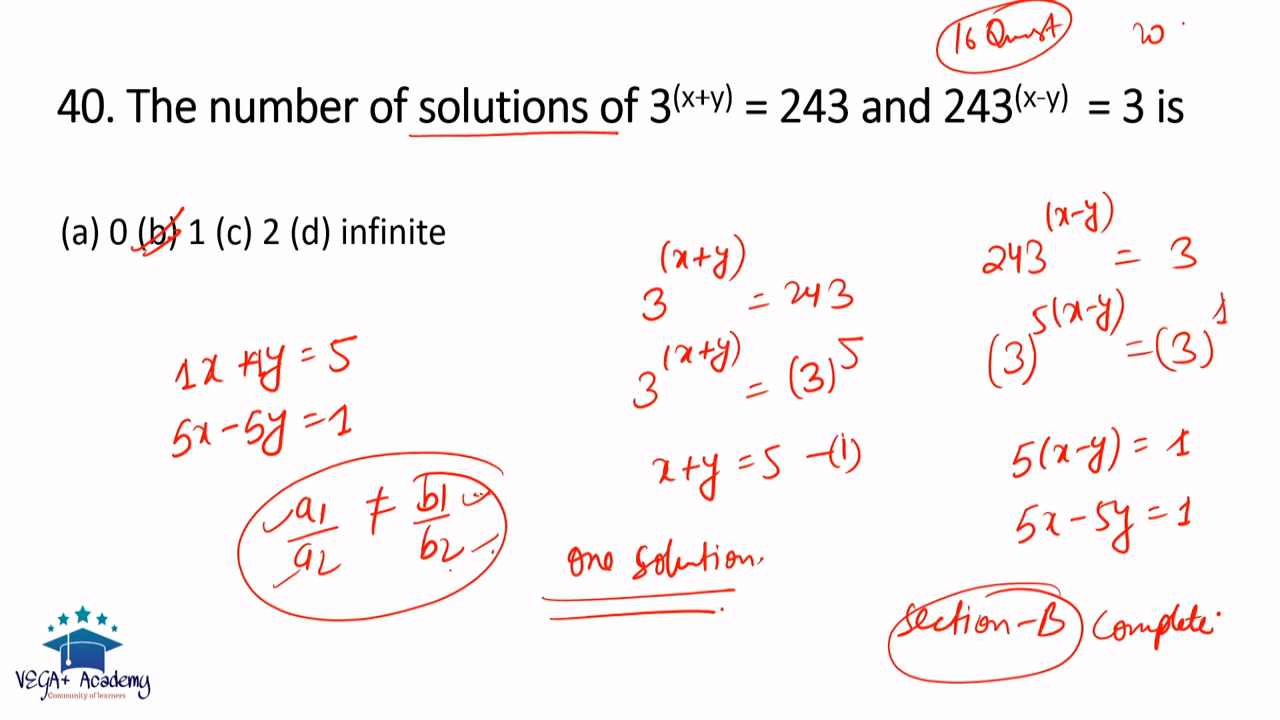 16 Quest 20
40. The number of solutions of 3^(x+y) = 243 and 243^(x-y) = 3 is
(a) 0 (b) 1 (c) 2 (d) infinite
3^(x+y) = 243
3^(x+y) = (3)^5
x+y = 5 -(1)
243^(x-y) = 3
(3)^5(x-y) = (3)^1
5(x-y) = 1
5x-5y = 1
1x + 1y = 5
5x - 5y = 1
a1/a2 ≠ b1/b2
one solution.
Section-B Complete.
VEGA+ Academy
Community of learners